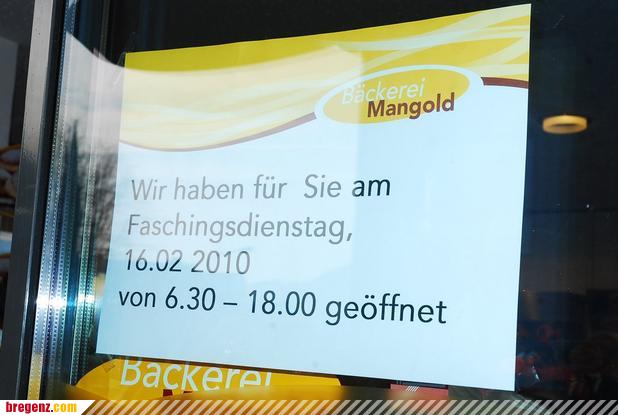 Bäckerei
Mangold
Wir haben für Sie am
Faschingsdienstag,
16.02 2010
von 6.30 – 18.00 geöffnet
Bäckerei
bregenz.com